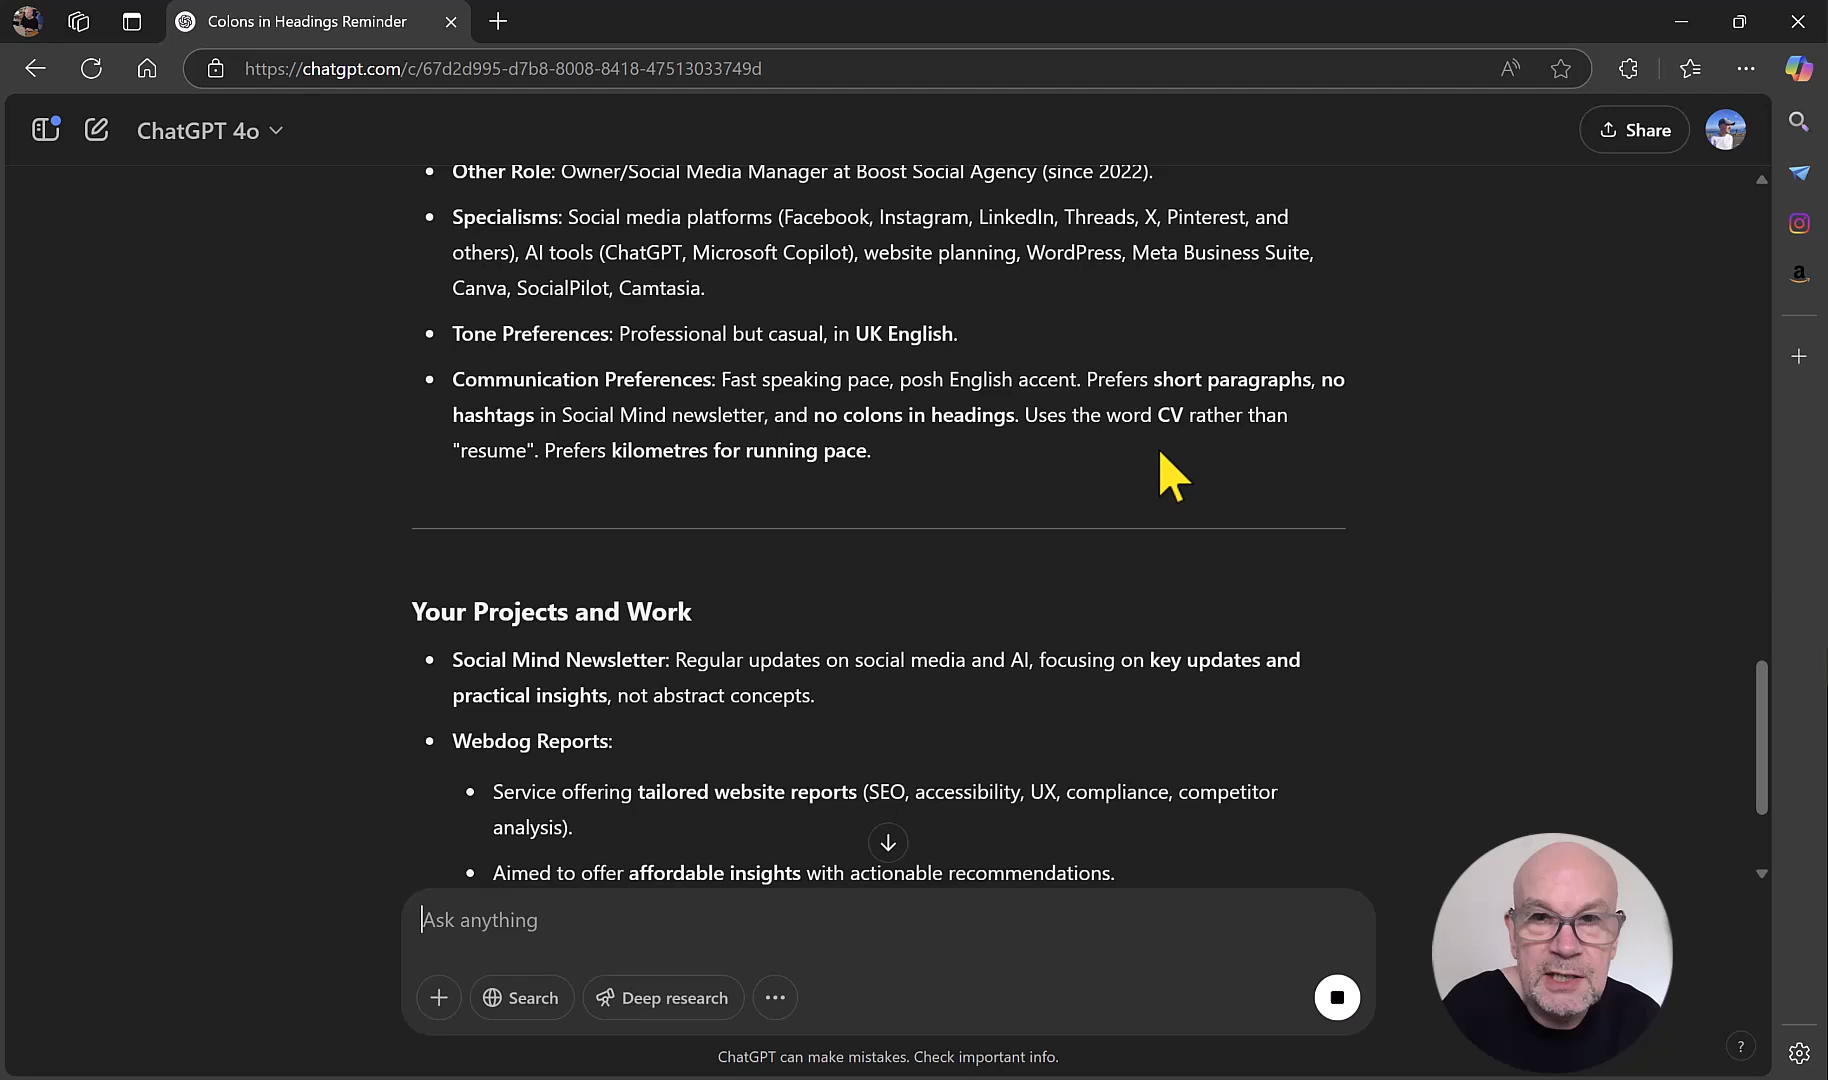 Colons in Headings Reminder
https://chatgpt.com/c/67d2d995-d7b8-8008-8418-47513033749d
ChatGPT 4o
Share
• Other Role: Owner/Social Media Manager at Boost Social Agency (since 2022).
• Specialisms: Social media platforms (Facebook, Instagram, LinkedIn, Threads, X, Pinterest, and
others), AI tools (ChatGPT, Microsoft Copilot), website planning, WordPress, Meta Business Suite,
Canva, SocialPilot, Camtasia.
• Tone Preferences: Professional but casual, in UK English.
• Communication Preferences: Fast speaking pace, posh English accent. Prefers short paragraphs, no
hashtags in Social Mind newsletter, and no colons in headings. Uses the word CV rather than
"resume". Prefers kilometres for running pace.
Your Projects and Work
• Social Mind Newsletter: Regular updates on social media and AI, focusing on key updates and
practical insights, not abstract concepts.
• Webdog Reports:
• Service offering tailored website reports (SEO, accessibility, UX, compliance, competitor
analysis).
• Aimed to offer affordable insights with actionable recommendations.
Ask anything
Search
Deep research
ChatGPT can make mistakes. Check important info.
?